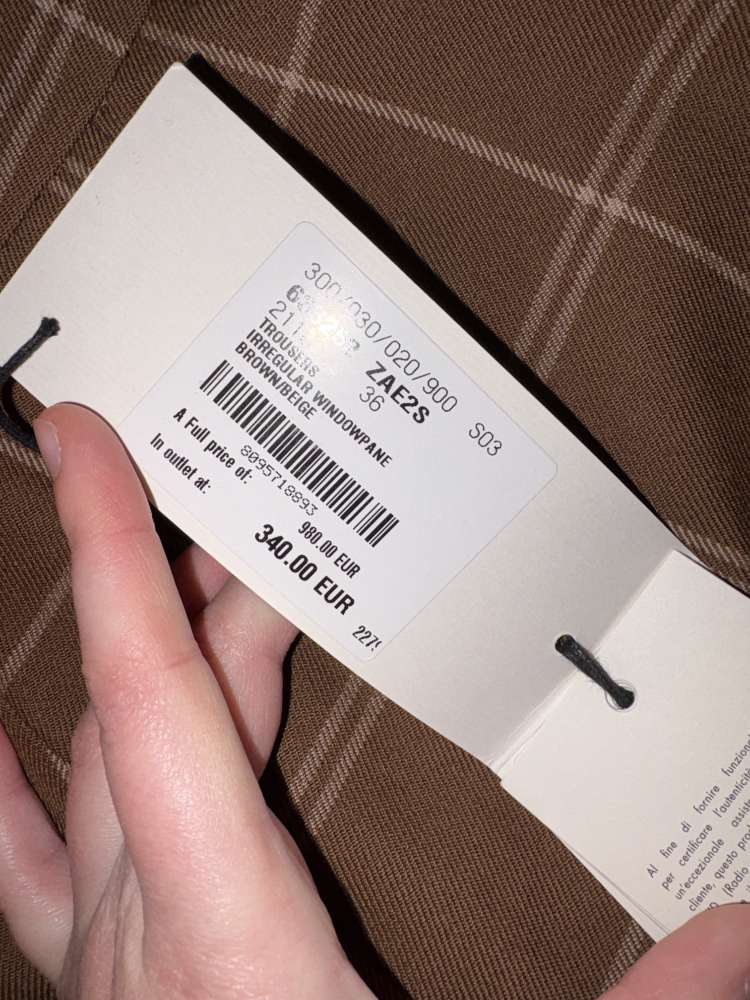 300/030/020/900 S03
ZAE2S
36
TROUSERS
IRREGULAR WINDOWPANE
BROWN/BEIGE
8095718893
A Full price of: 980.00 EUR
In outlet at: 340.00 EUR
Al fine di fornire
per certificare l'autenticità
un'eccezionale
cliente, questo
(Radio